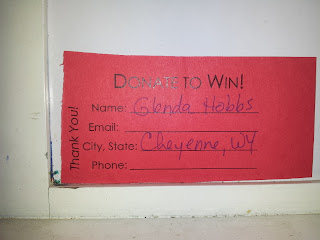 DONATE TO WIN!
Name: Glenda Hobbs
Email:
City, State: Cheyenne, WY
Phone:
Thank You!